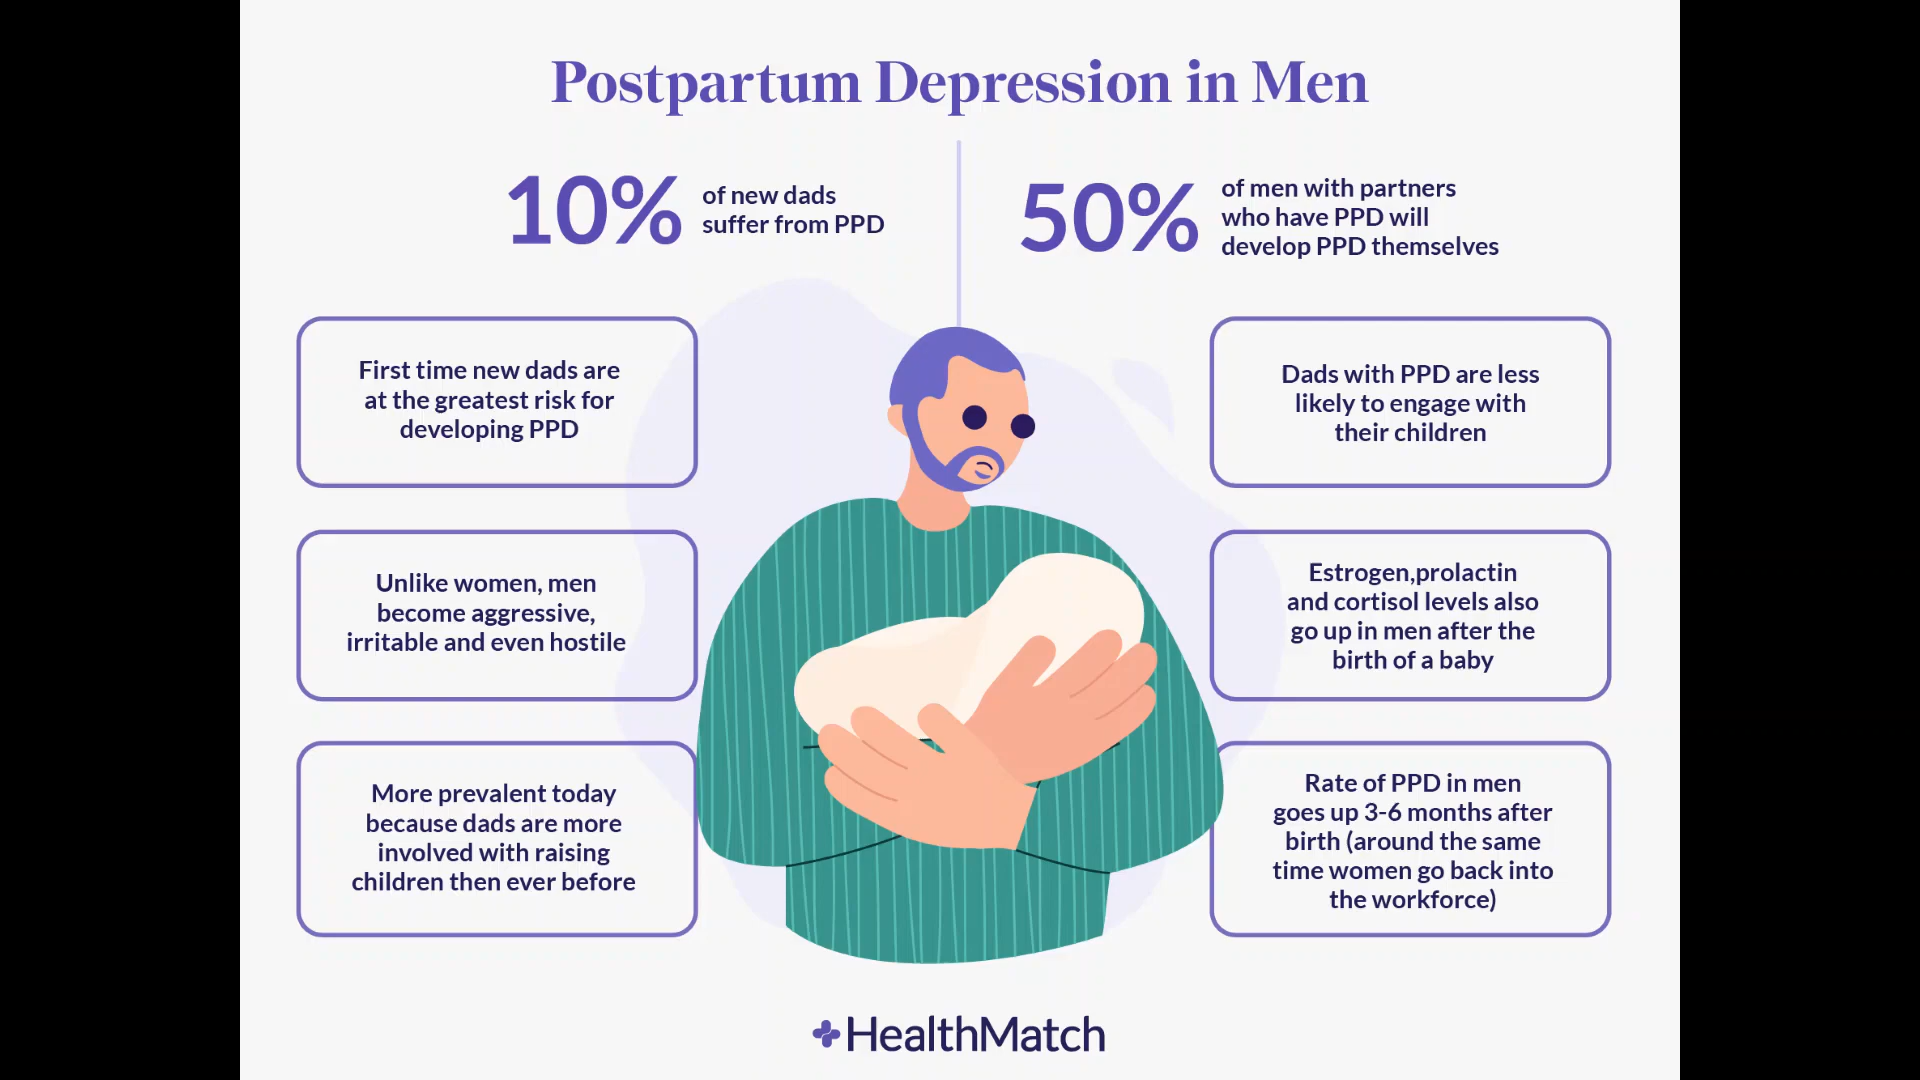 Postpartum Depression in Men
10%
of new dads
suffer from PPD
50%
of men with partners
who have PPD will
develop PPD themselves
First time new dads are
at the greatest risk for
developing PPD
Unlike women, men
become aggressive,
irritable and even hostile
More prevalent today
because dads are more
involved with raising
children then ever before
Dads with PPD are less
likely to engage with
their children
Estrogen,prolactin
and cortisol levels also
go up in men after the
birth of a baby
Rate of PPD in men
goes up 3-6 months after
birth (around the same
time women go back into
the workforce)
HealthMatch